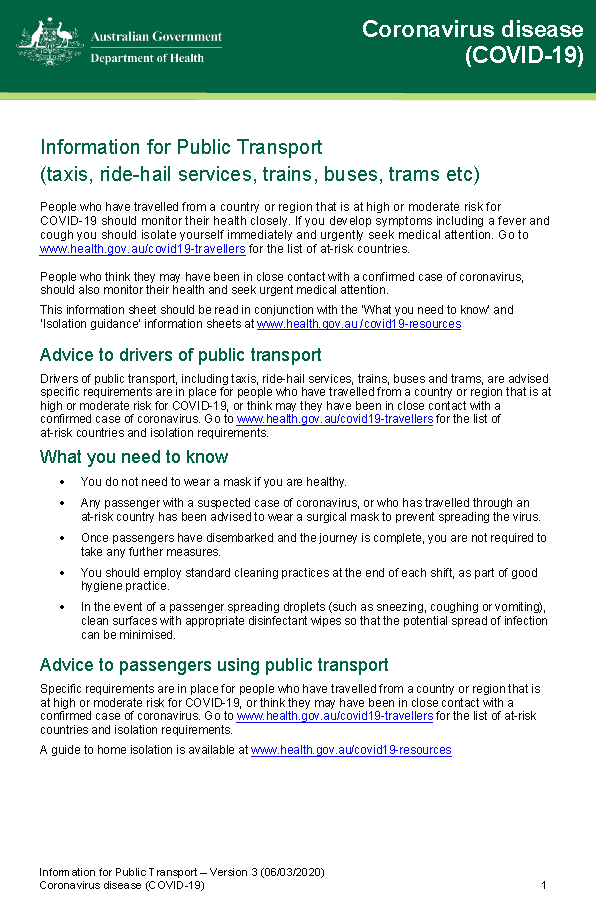 Australian Government
Department of Health
Coronavirus disease
(COVID-19)
Information for Public Transport
(taxis, ride-hail services, trains, buses, trams etc)
People who have travelled from a country or region that is at high or moderate risk for
COVID-19 should monitor their health closely. If you develop symptoms including a fever and
cough you should isolate yourself immediately and urgently seek medical attention. Go to
www.health.gov.au/covid19-travellers for the list of at-risk countries.
People who think they may have been in close contact with a confirmed case of coronavirus,
should also monitor their health and seek urgent medical attention.
This information sheet should be read in conjunction with the 'What you need to know' and
'Isolation guidance' information sheets at www.health.gov.au/covid19-resources
Advice to drivers of public transport
Drivers of public transport, including taxis, ride-hail services, trains, buses and trams, are advised
specific requirements are in place for people who have travelled from a country or region that is at
high or moderate risk for COVID-19, or think may they have been in close contact with a
confirmed case of coronavirus. Go to www.health.gov.au/covid19-travellers for the list of
at-risk countries and isolation requirements.
What you need to know
• You do not need to wear a mask if you are healthy.
• Any passenger with a suspected case of coronavirus, or who has travelled through an
at-risk country has been advised to wear a surgical mask to prevent spreading the virus.
• Once passengers have disembarked and the journey is complete, you are not required to
take any further measures.
• You should employ standard cleaning practices at the end of each shift, as part of good
hygiene practice.
• In the event of a passenger spreading droplets (such as sneezing, coughing or vomiting),
clean surfaces with appropriate disinfectant wipes so that the potential spread of infection
can be minimised.
Advice to passengers using public transport
Specific requirements are in place for people who have travelled from a country or region that is
at high or moderate risk for COVID-19, or think they may have been in close contact with a
confirmed case of coronavirus. Go to www.health.gov.au/covid19-travellers for the list of at-risk
countries and isolation requirements.
A guide to home isolation is available at www.health.gov.au/covid19-resources
Information for Public Transport – Version 3 (06/03/2020)
Coronavirus disease (COVID-19) 1